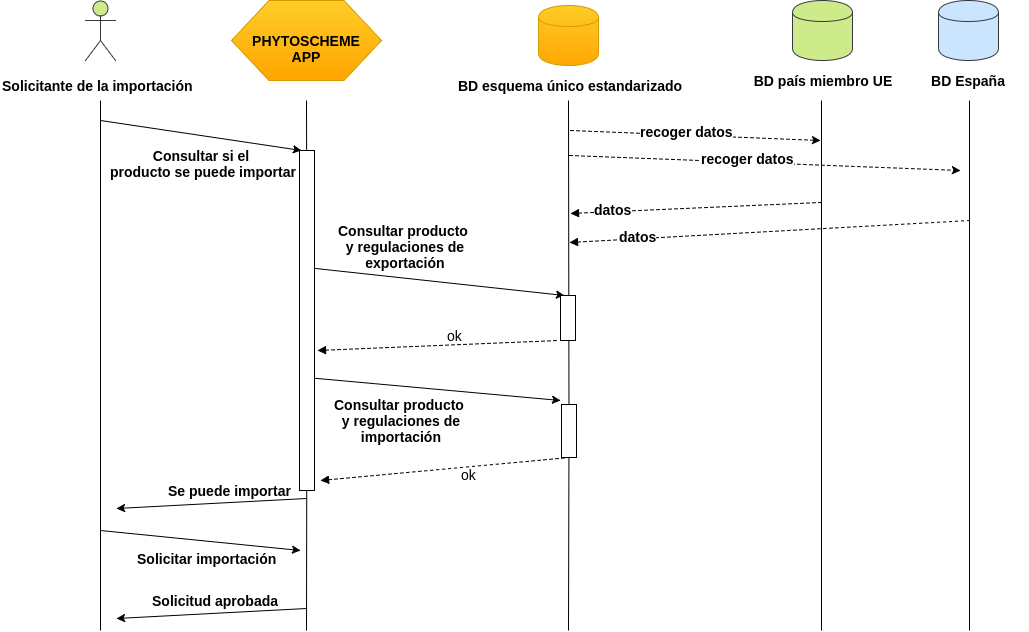 PHYTOSCHEME
APP
Solicitante de la importación
BD esquema único estandarizado
BD país miembro UE
BD España
recoger datos
Consultar si el
producto se puede importar
recoger datos
datos
Consultar producto
y regulaciones de
exportación
datos
ok
Consultar producto
y regulaciones de
importación
ok
Se puede importar
Solicitar importación
Solicitud aprobada